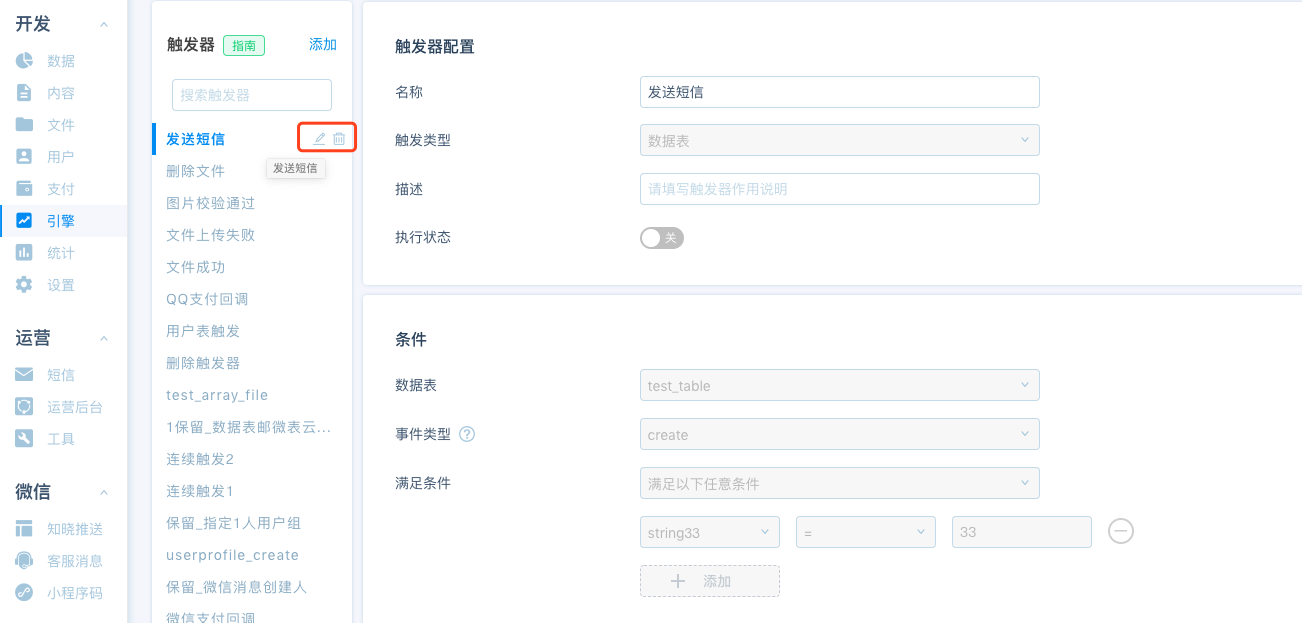 开发
数据
内容
文件
用户
支付
引擎
统计
设置
运营
短信
运营后台
工具
微信
知晓推送
客服消息
小程序码
触发器 指南 添加
搜索触发器
发送短信
发送短信
删除文件
图片校验通过
文件上传失败
文件成功
QQ支付回调
用户表触发
删除触发器
test_array_file
1保留_数据表邮微表云...
连续触发2
连续触发1
保留_指定1人用户组
userprofile_create
保留_微信消息创建人
微信支付回调
触发器配置
名称 发送短信
触发类型 数据表
描述 请填写触发器作用说明
执行状态 关
条件
数据表 test_table
事件类型 ? create
满足条件 满足以下任意条件
string33 = 33
+ 添加